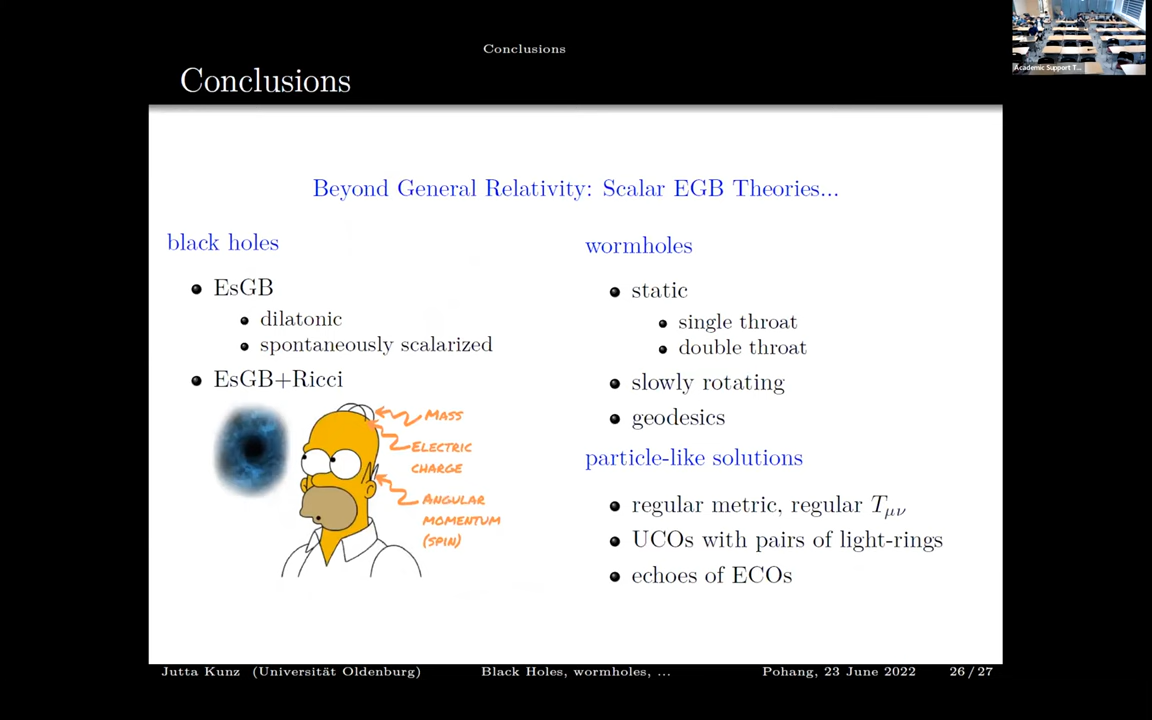 Conclusions
Conclusions
Academic Support T...
Beyond General Relativity: Scalar EGB Theories...
black holes
EsGB
dilatonic
spontaneously scalarized
EsGB+Ricci
MASS
ELECTRIC
CHARGE
ANGULAR
MOMENTUM
(SPIN)
wormholes
static
single throat
double throat
slowly rotating
geodesics
particle-like solutions
regular metric, regular Tμν
UCOs with pairs of light-rings
echoes of ECOs
Jutta Kunz (Universität Oldenburg) Black Holes, wormholes, ... Pohang, 23 June 2022 26 / 27